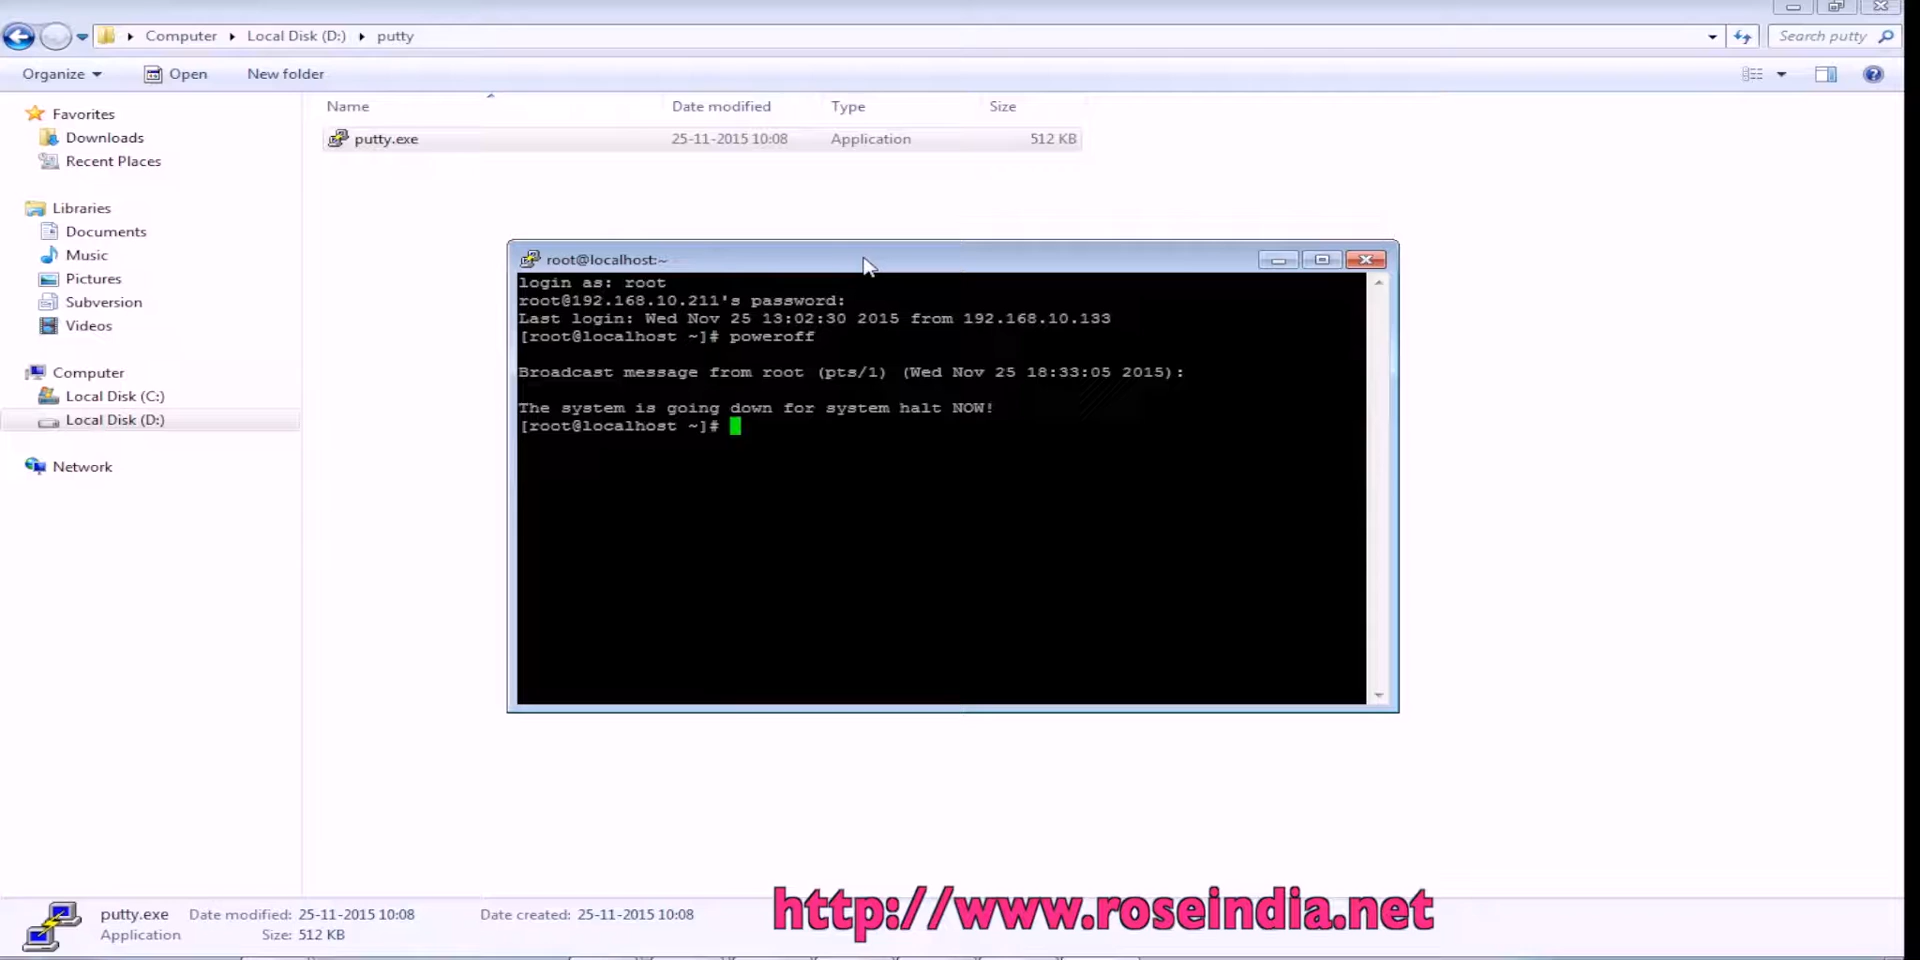 Computer Local Disk (D:) putty Search putty
Organize Open New folder
Name Date modified Type Size
putty.exe 25-11-2015 10:08 Application 512 KB
Favorites
Downloads
Recent Places
Libraries
Documents
Music
Pictures
Subversion
Videos
Computer
Local Disk (C:)
Local Disk (D:)
Network
root@localhost:~
login as: root
root@192.168.10.211's password:
Last login: Wed Nov 25 13:02:30 2015 from 192.168.10.133
[root@localhost ~]# poweroff
Broadcast message from root (pts/1) (Wed Nov 25 18:33:05 2015):
The system is going down for system halt NOW!
[root@localhost ~]#
putty.exe Date modified: 25-11-2015 10:08 Date created: 25-11-2015 10:08
Application Size: 512 KB
http://www.roseindia.net